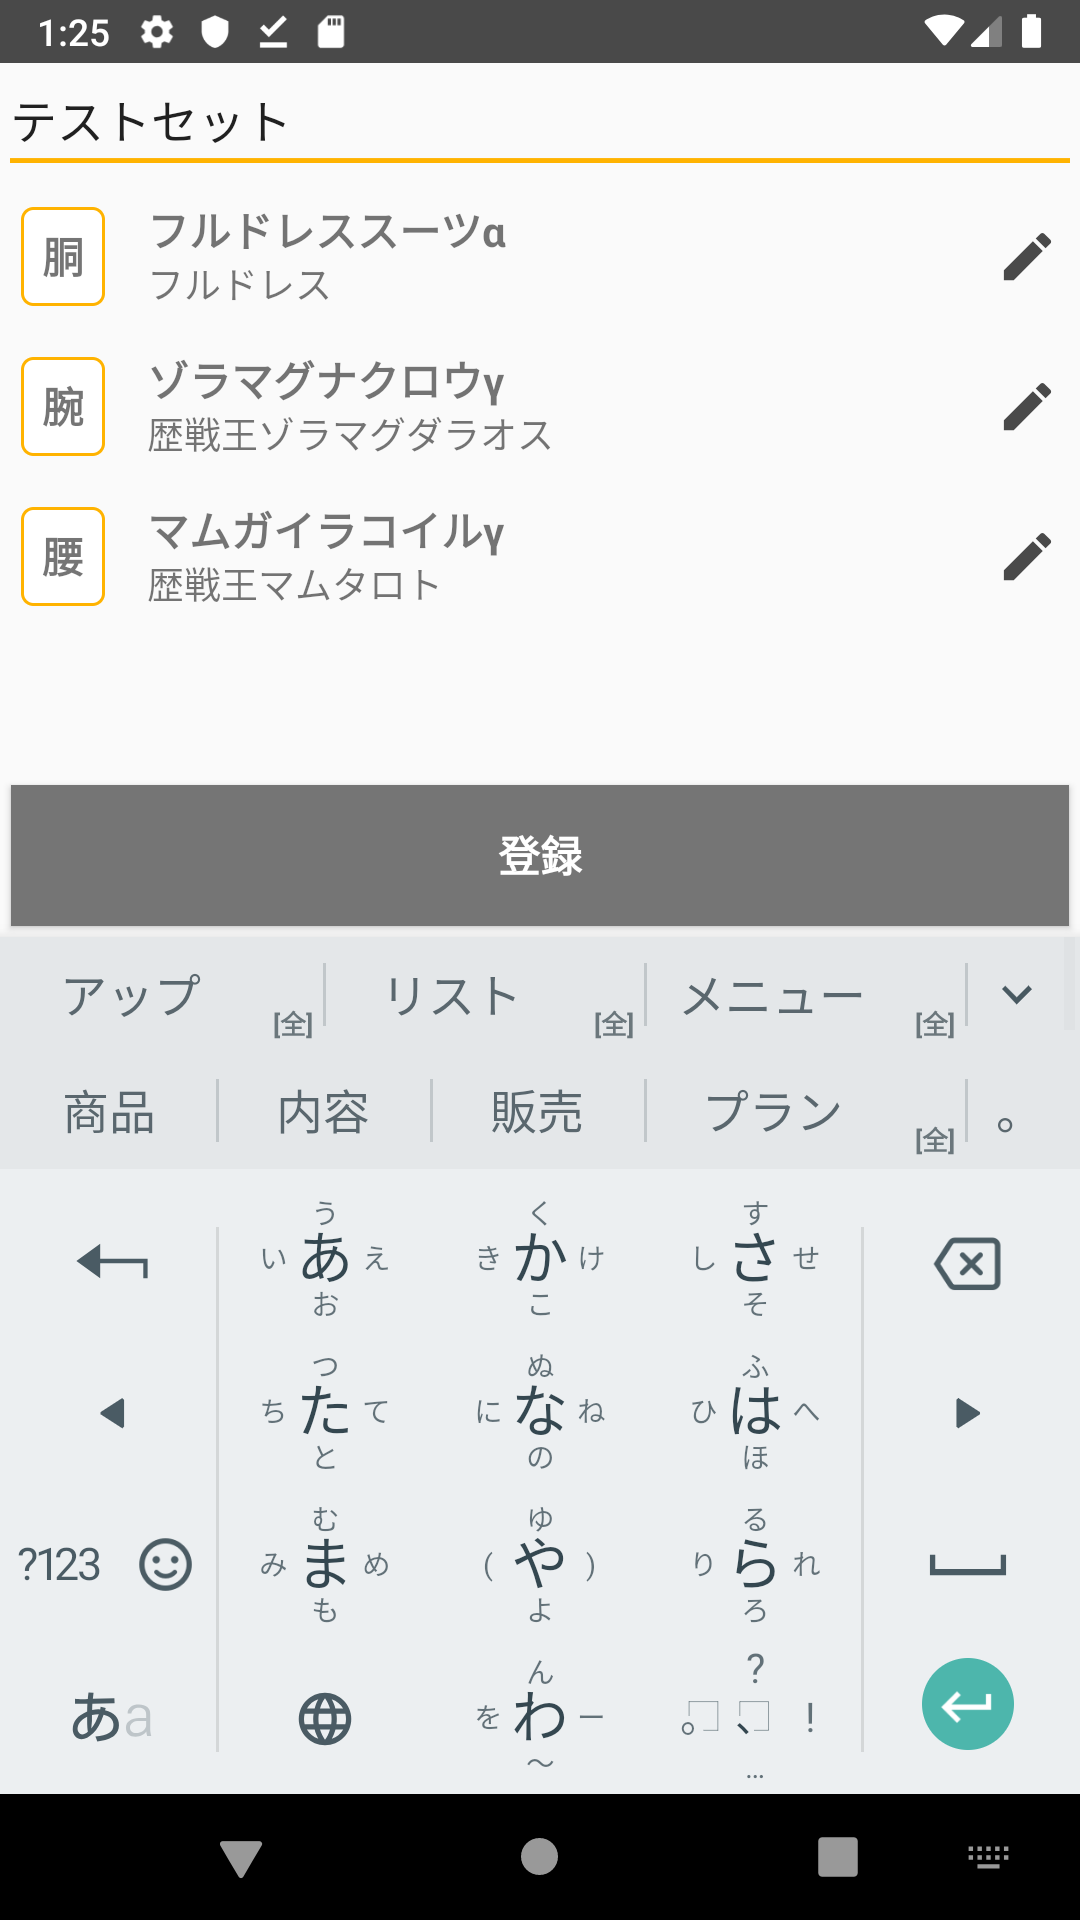 1:25
テストセット
胴
フルドレススーツα
フルドレス
腕
ゾラマグナクロウγ
歴戦王ゾラマグダラオス
腰
マムガイラコイルγ
歴戦王マムタロト
登録
アップ [全] リスト [全] メニュー [全]
商品 内容 販売 プラン [全] 。
う く す
い あ え き か け し さ せ
お こ そ
つ ぬ ふ
ち た て に な ね ひ は へ
と の ほ
む ゆ る
?123 み ま め ( や ) り ら れ
も よ ろ
ん ?
あa を わ ー 。 、 !
〜 …